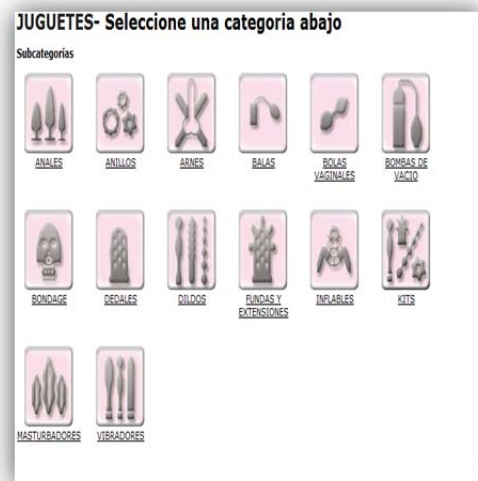 JUGUETES- Seleccione una categoria abajo
Subcategorías
ANALES
ANILLOS
ARNES
BALAS
BOLAS
VAGINALES
BOMBAS DE
VACIO
BONDAGE
DEDALES
DILDOS
FUNDAS Y
EXTENSIONES
INFLABLES
KITS
MASTURBADORES
VIBRADORES